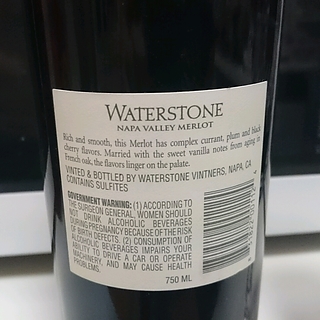 WATERSTONE
NAPA VALLEY MERLOT
Rich and smooth, this Merlot has complex currant, plum and black
cherry flavors. Married with the sweet vanilla notes from aging in
French oak, the flavors linger on the palate.
VINTED & BOTTLED BY WATERSTONE VINTNERS, NAPA, CA
CONTAINS SULFITES
GOVERNMENT WARNING: (1) ACCORDING TO
THE SURGEON GENERAL, WOMEN SHOULD
NOT DRINK ALCOHOLIC BEVERAGES
DURING PREGNANCY BECAUSE OF THE RISK
OF BIRTH DEFECTS. (2) CONSUMPTION OF
ALCOHOLIC BEVERAGES IMPAIRS YOUR
ABILITY TO DRIVE A CAR OR OPERATE
MACHINERY, AND MAY CAUSE HEALTH
PROBLEMS.
750 ML